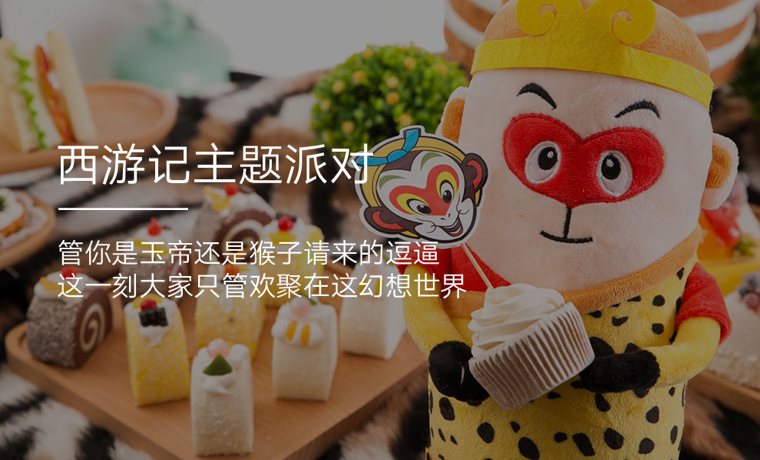 西游记主题派对
管你是玉帝还是猴子请来的逗逼
这一刻大家只管欢聚在这幻想世界